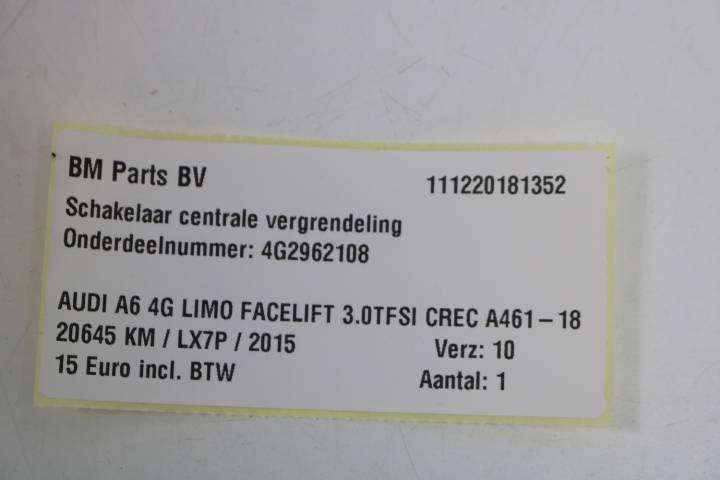 BM Parts BV 111220181352
Schakelaar centrale vergrendeling
Onderdeelnummer: 4G2962108
AUDI A6 4G LIMO FACELIFT 3.0TFSI CREC A461-18
20645 KM / LX7P / 2015 Verz: 10
15 Euro incl. BTW Aantal: 1